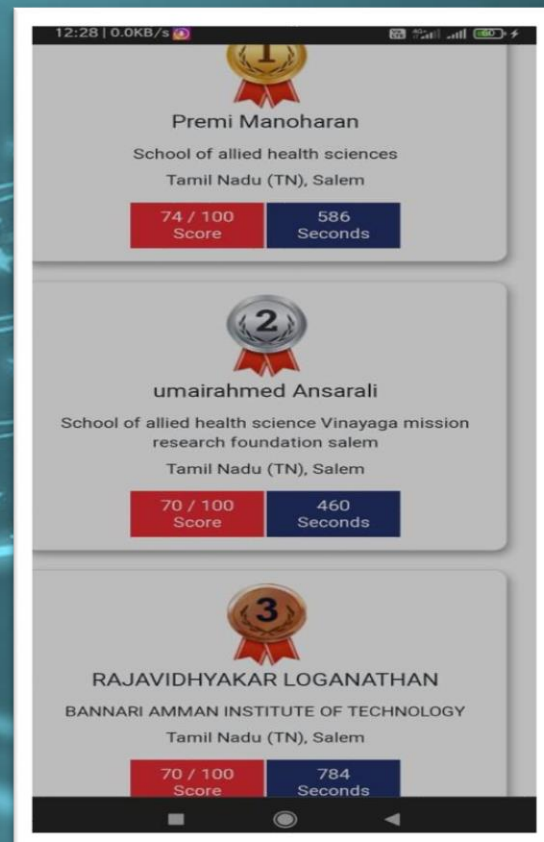 12:28 | 0.0KB/s
4G+
60
1
Premi Manoharan
School of allied health sciences
Tamil Nadu (TN), Salem
74 / 100 586
Score Seconds
2
umairahmed Ansarali
School of allied health science Vinayaga mission
research foundation salem
Tamil Nadu (TN), Salem
70 / 100 460
Score Seconds
3
RAJAVIDHYAKAR LOGANATHAN
BANNARI AMMAN INSTITUTE OF TECHNOLOGY
Tamil Nadu (TN), Salem
70 / 100 784
Score Seconds